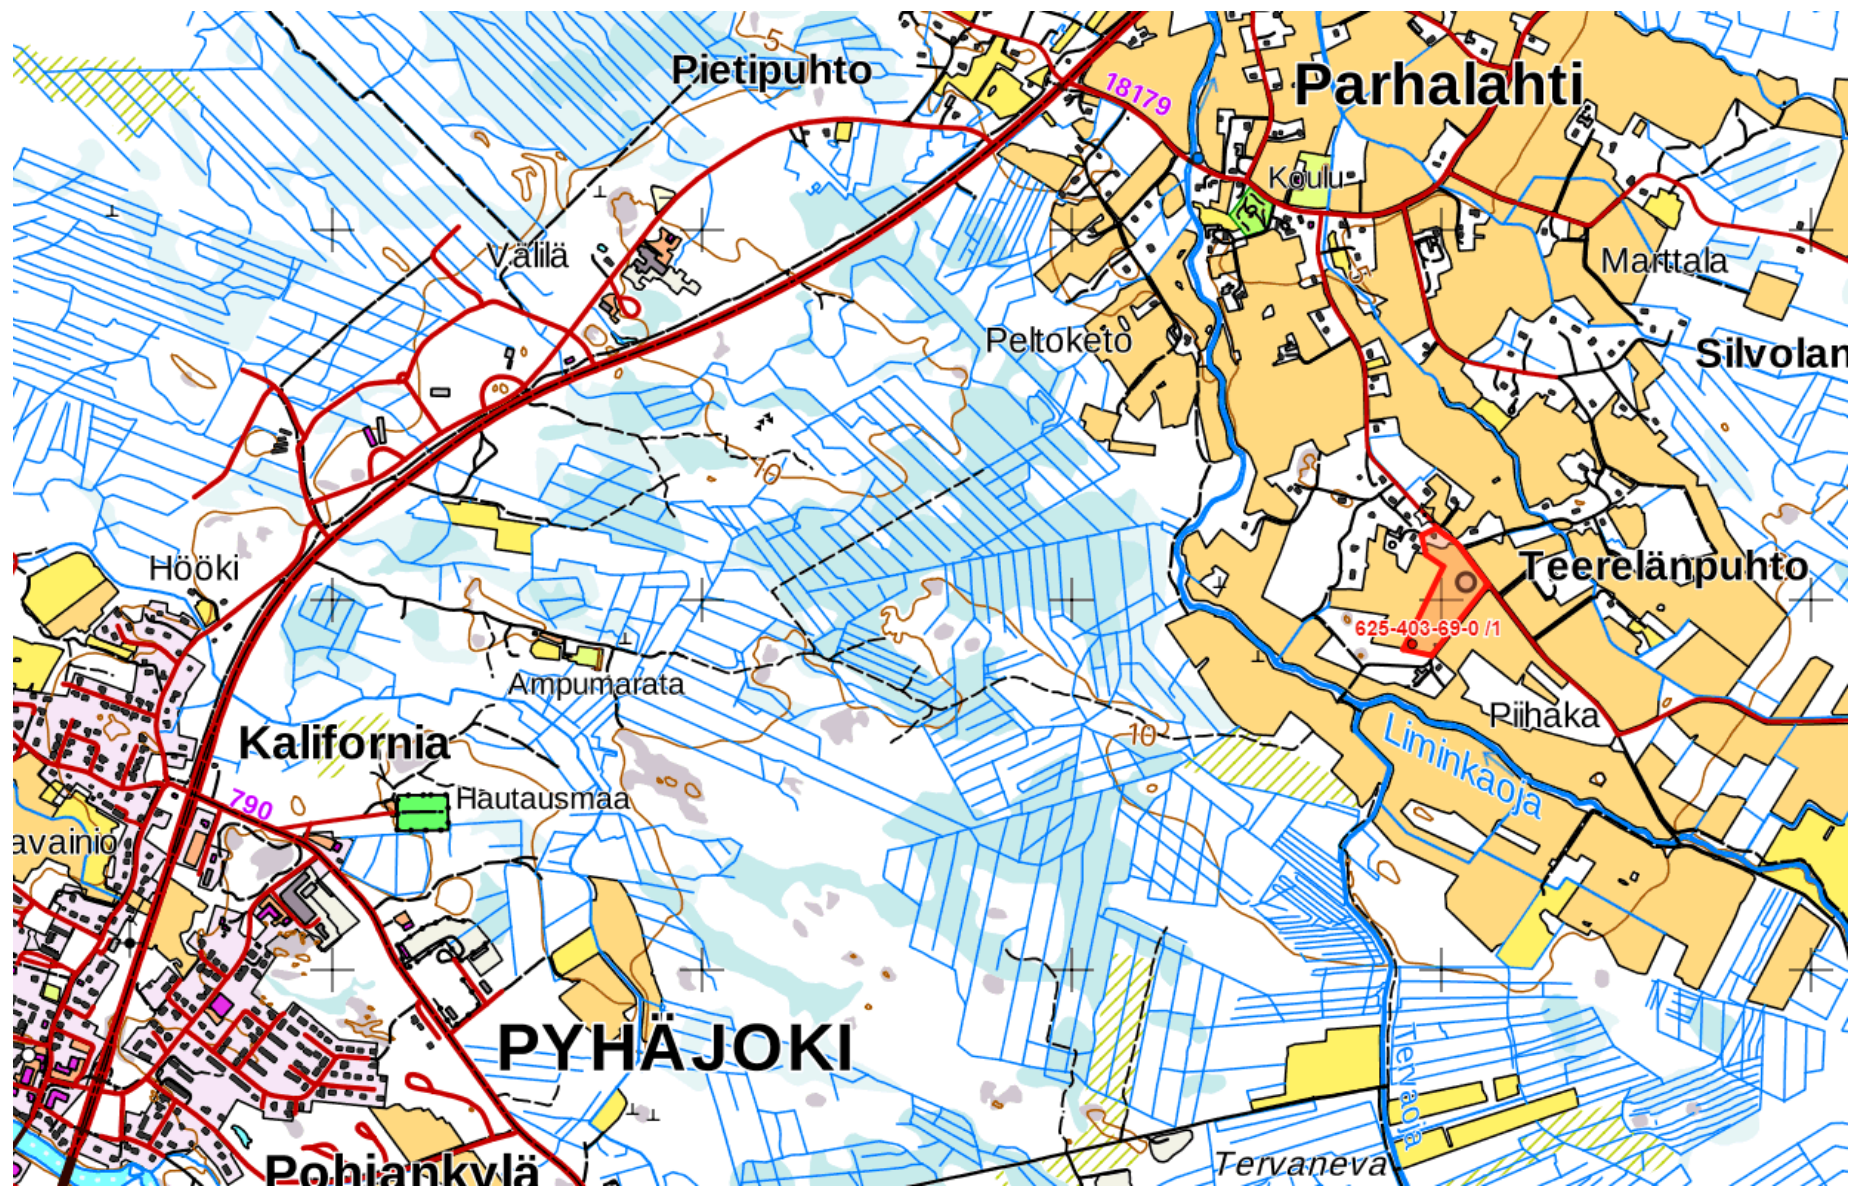 5
Pietipuhto
18179
Parhalahti
Koulu
Välilä
Marttala
5
Peltoketo
Silvolan
10
Hööki
Teerelänpuhto
625-403-69-0 /1
Ampumarata
Piihaka
10
Liminkaoja
Kalifornia
790
Hautausmaa
avainio
PYHÄJOKI
Tervaoja
Tervaneva
Pohjankylä